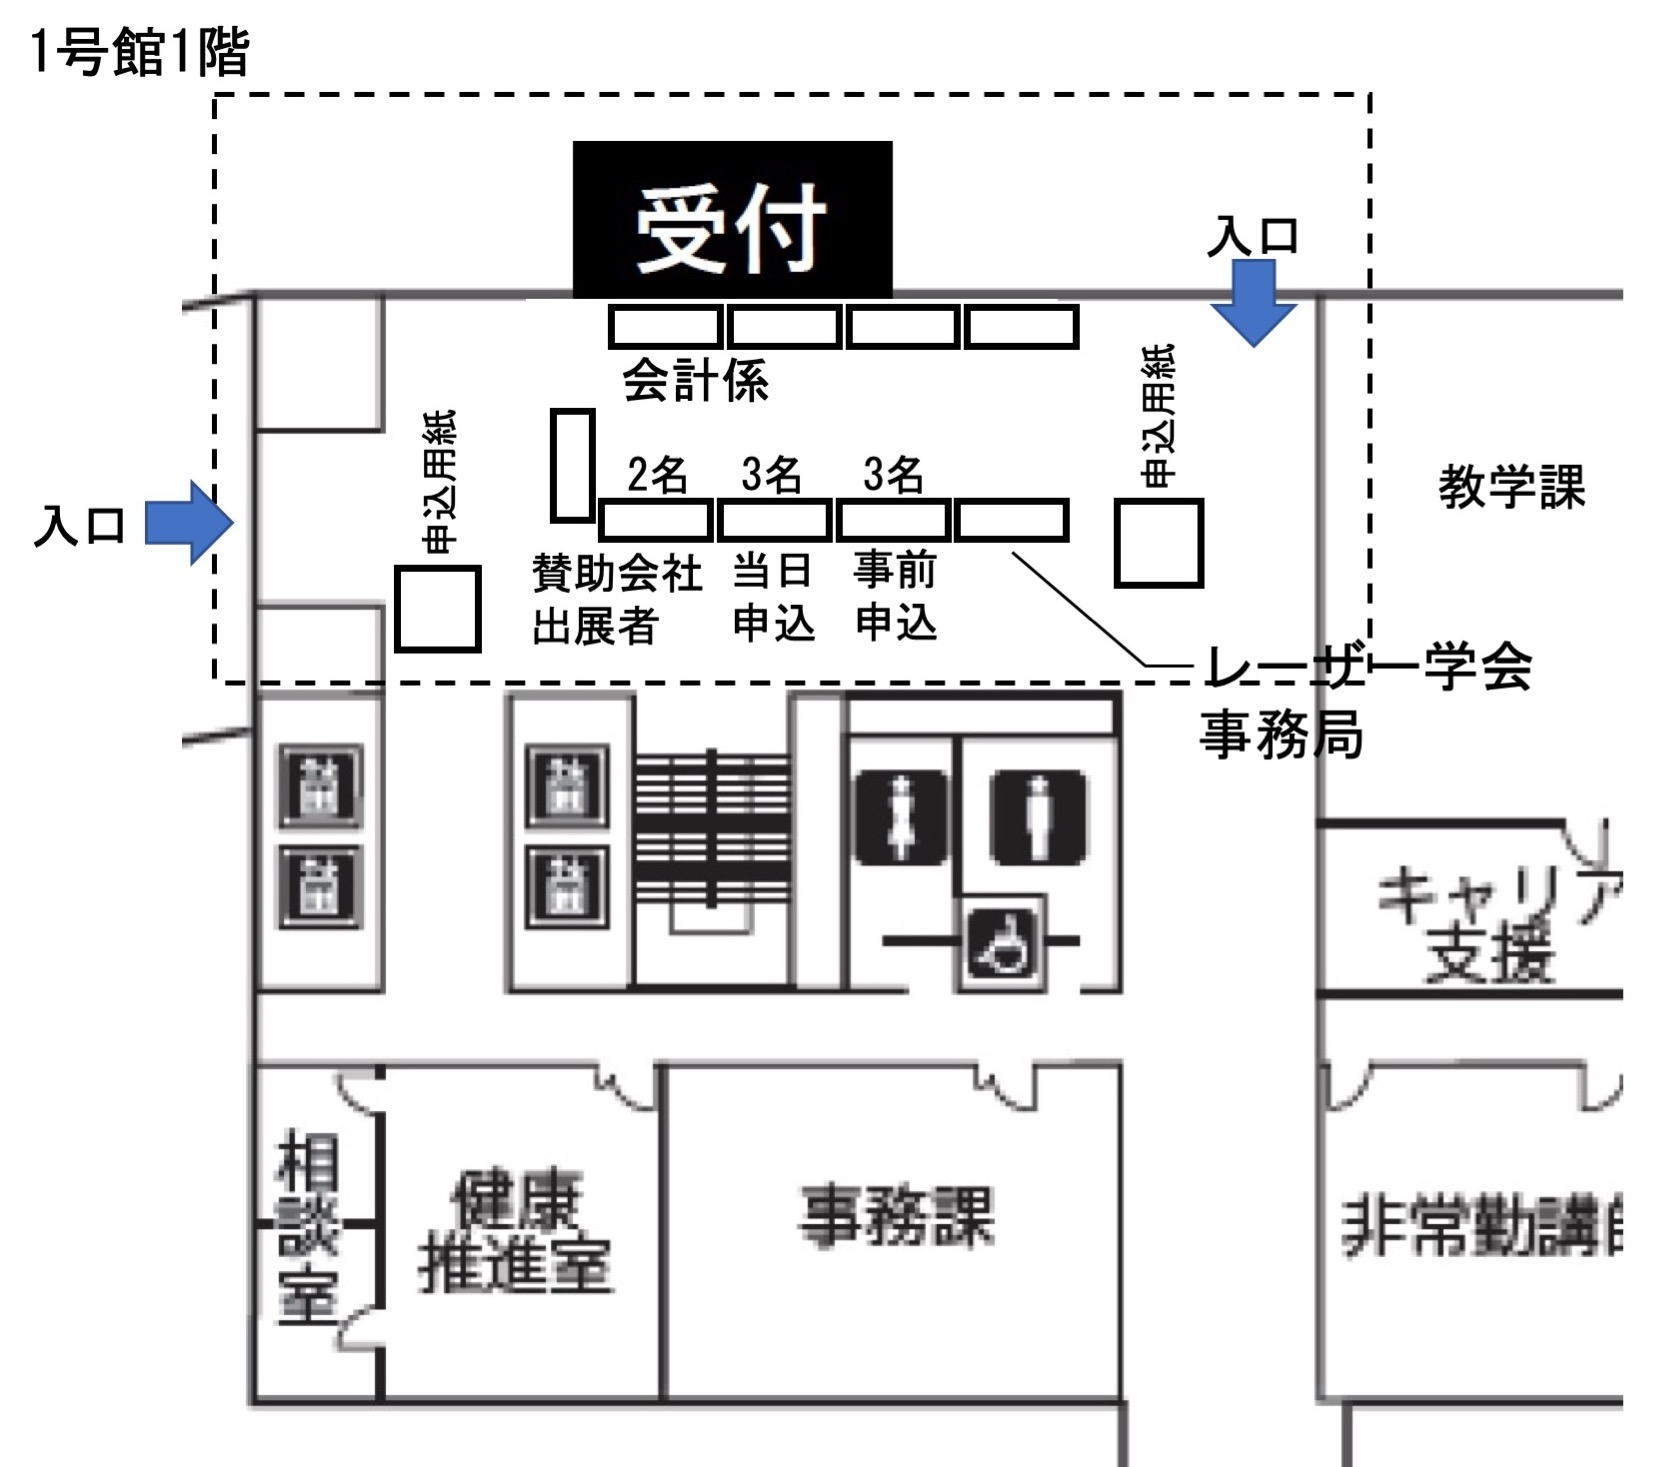 1号館1階
受付
入口
会計係
申込用紙
申込用紙
2名
3名
3名
入口
教学課
賛助会社
出展者
当日
申込
事前
申込
レーザー学会
事務局
キャリア
支援
相談室
健康
推進室
事務課
非常勤講